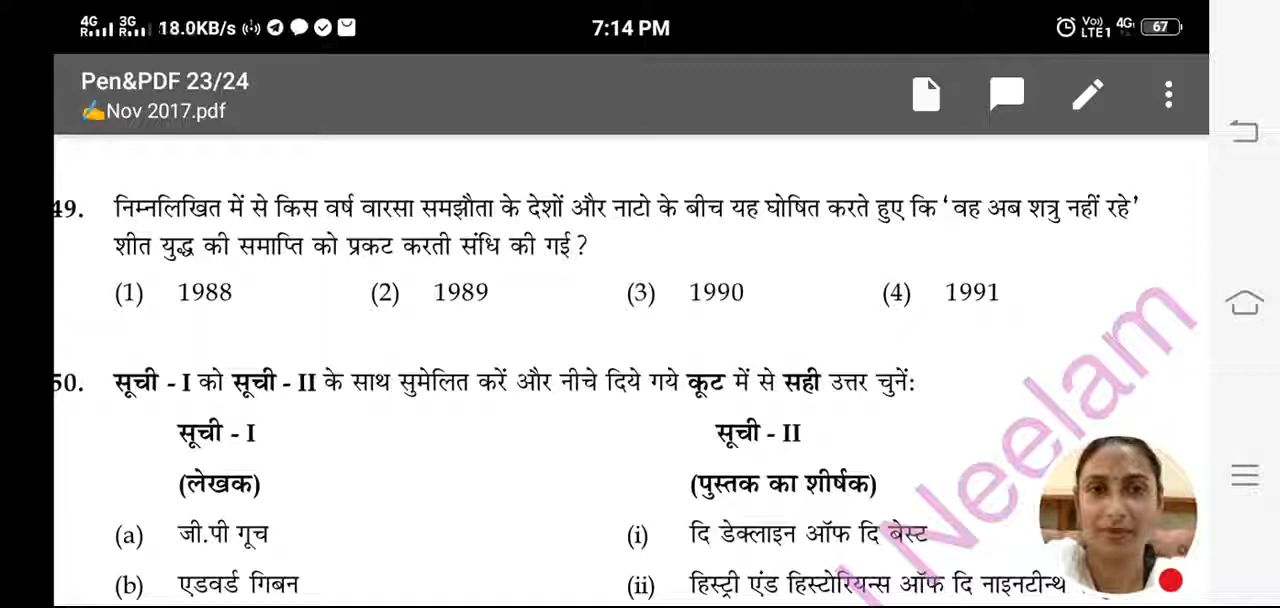 4G R 3G R 18.0KB/s 7:14 PM Vo) LTE1 4G 67
Pen&PDF 23/24
✍Nov 2017.pdf
49. निम्नलिखित में से किस वर्ष वारसा समझौता के देशों और नाटो के बीच यह घोषित करते हुए कि ‘वह अब शत्रु नहीं रहे’
शीत युद्ध की समाप्ति को प्रकट करती संधि की गई ?
(1) 1988 (2) 1989 (3) 1990 (4) 1991
50. सूची - I को सूची - II के साथ सुमेलित करें और नीचे दिये गये कूट में से सही उत्तर चुनें:
सूची - I सूची - II
(लेखक) (पुस्तक का शीर्षक)
(a) जी.पी गूच (i) दि डेक्लाइन ऑफ दि बेस्ट
(b) एडवर्ड गिबन (ii) हिस्ट्री एंड हिस्टोरियन्स ऑफ दि नाइनटीन्थ
Neelam